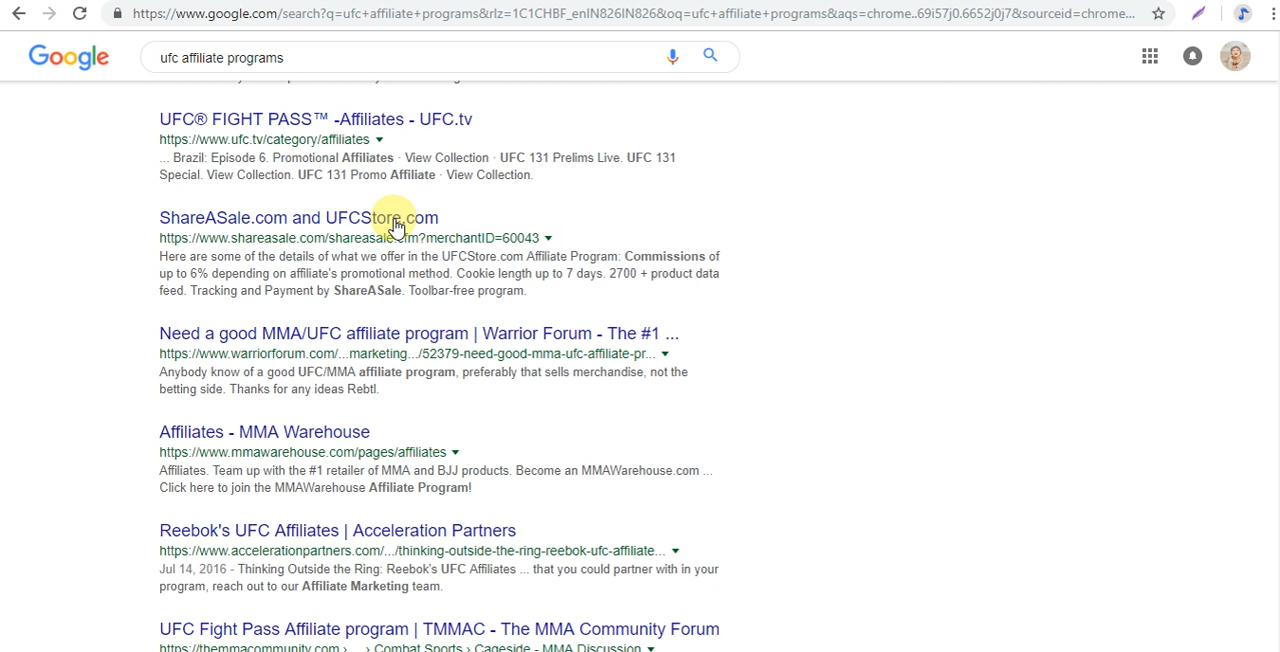 https://www.google.com/search?q=ufc+affiliate+programs&rlz=1C1CHBF_enIN826IN826&oq=ufc+affiliate+programs&aqs=chrome..69i57j0.6652j0j7&sourceid=chrome...
Google
ufc affiliate programs
UFC® FIGHT PASS™ -Affiliates - UFC.tv
https://www.ufc.tv/category/affiliates
... Brazil: Episode 6. Promotional Affiliates · View Collection · UFC 131 Prelims Live. UFC 131
Special. View Collection. UFC 131 Promo Affiliate · View Collection.
ShareASale.com and UFCStore.com
https://www.shareasale.com/shareasale.cfm?merchantID=60043
Here are some of the details of what we offer in the UFCStore.com Affiliate Program: Commissions of
up to 6% depending on affiliate's promotional method. Cookie length up to 7 days. 2700 + product data
feed. Tracking and Payment by ShareASale. Toolbar-free program.
Need a good MMA/UFC affiliate program | Warrior Forum - The #1 ...
https://www.warriorforum.com/...marketing.../52379-need-good-mma-ufc-affiliate-pr...
Anybody know of a good UFC/MMA affiliate program, preferably that sells merchandise, not the
betting side. Thanks for any ideas Rebtl.
Affiliates - MMA Warehouse
https://www.mmawarehouse.com/pages/affiliates
Affiliates. Team up with the #1 retailer of MMA and BJJ products. Become an MMAWarehouse.com ...
Click here to join the MMAWarehouse Affiliate Program!
Reebok's UFC Affiliates | Acceleration Partners
https://www.accelerationpartners.com/.../thinking-outside-the-ring-reebok-ufc-affiliate...
Jul 14, 2016 - Thinking Outside the Ring: Reebok's UFC Affiliates ... that you could partner with in your
program, reach out to our Affiliate Marketing team.
UFC Fight Pass Affiliate program | TMMAC - The MMA Community Forum
https://themmacommunity.com › ... › Combat Sports › Cageside - MMA Discussion